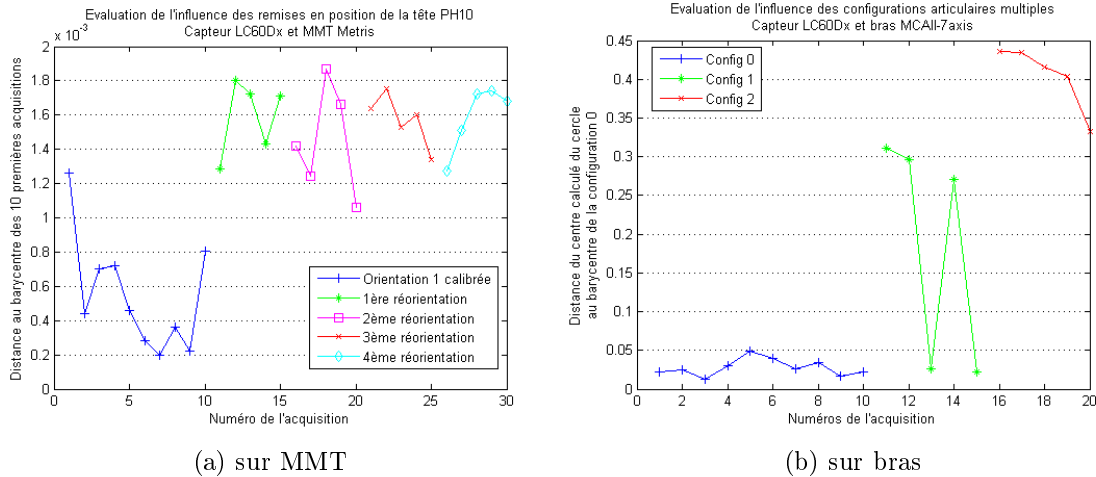 Evaluation de l'influence des remises en position de la tête PH10
Capteur LC60Dx et MMT Metris
x 10⁻³
2
1.8
1.6
1.4
1.2
1
0.8
0.6
0.4
0.2
0
Distance au barycentre des 10 premières acquisitions
Orientation 1 calibrée
1ère réorientation
2ème réorientation
3ème réorientation
4ème réorientation
0 5 10 15 20 25 30
Numéro de l'acquisition
(a) sur MMT
Evaluation de l'influence des configurations articulaires multiples
Capteur LC60Dx et bras MCAII-7axis
0.45
0.4
0.35
0.3
0.25
0.2
0.15
0.1
0.05
0
Distance du centre calculé du cercle
au barycentre de la configuration 0
Config 0
Config 1
Config 2
0 2 4 6 8 10 12 14 16 18 20
Numéros de l'acquisition
(b) sur bras